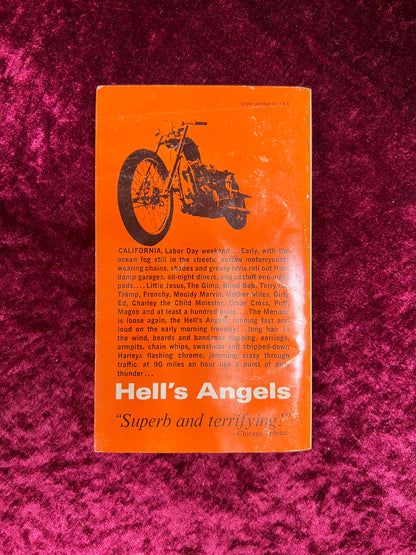 Cover printed in U.S.A.
CALIFORNIA, Labor Day weekend...Early, with the
ocean fog still in the streets, outlaw motorcyclists
wearing chains, shades and greasy levis roll out from
damp garages, all-night diners, and castoff one-night
pads....Little Jesus, The Gimp, Blind Bob, Terry the
Tramp, Frenchy, Mouldy Marvin, Mother Miles, Dirty
Ed, Charley the Child Molester, Crazy Cross, Puff,
Magoo and at least a hundred more....The Menace
is loose again, the Hell's Angels, running fast and
loud on the early morning freeway...long hair in
the wind, beards and bandanas flapping, earrings,
armpits, chain whips, swastikas and stripped-down
Harleys flashing chrome, jamming crazy through
traffic at 90 miles an hour like a burst of dirty
thunder...
Hell's Angels
"Superb and terrifying!"
—Chicago Tribune